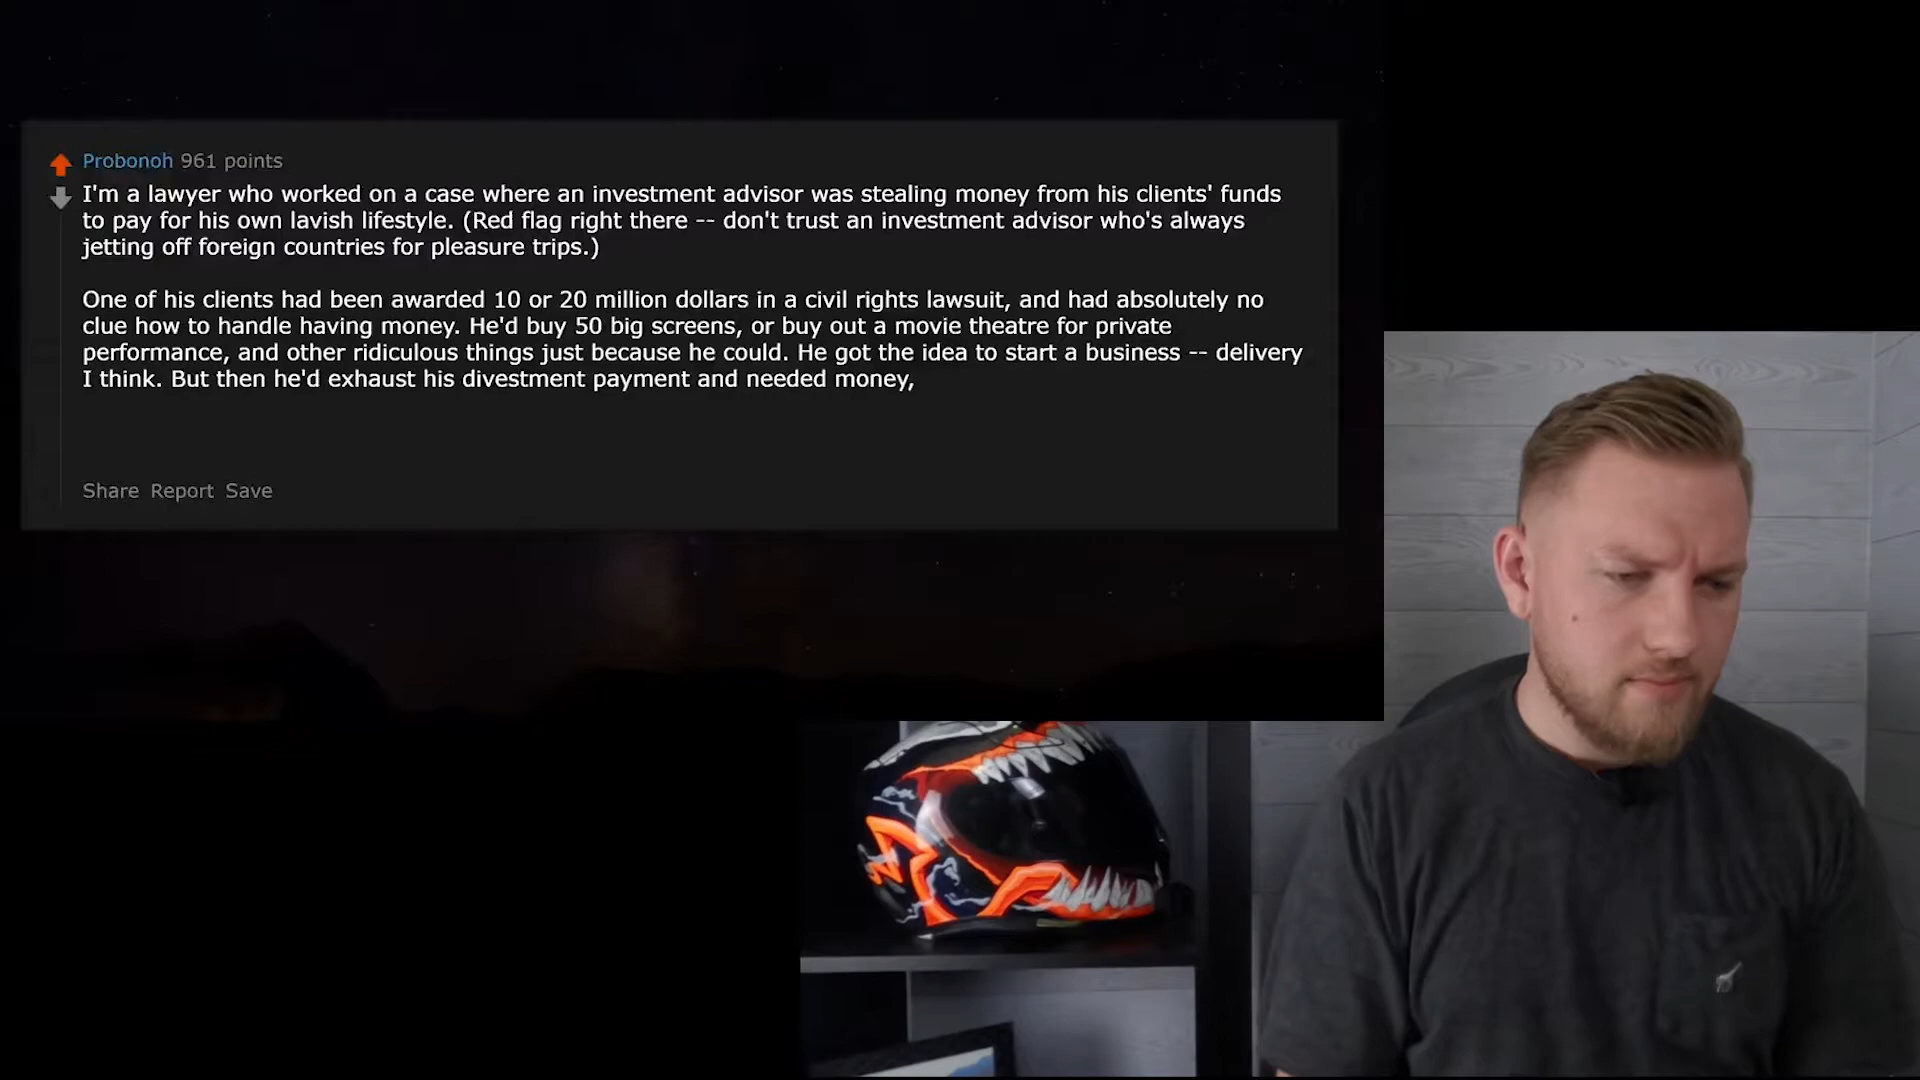 Probonoh 961 points
I'm a lawyer who worked on a case where an investment advisor was stealing money from his clients' funds
to pay for his own lavish lifestyle. (Red flag right there -- don't trust an investment advisor who's always
jetting off foreign countries for pleasure trips.)
One of his clients had been awarded 10 or 20 million dollars in a civil rights lawsuit, and had absolutely no
clue how to handle having money. He'd buy 50 big screens, or buy out a movie theatre for private
performance, and other ridiculous things just because he could. He got the idea to start a business -- delivery
I think. But then he'd exhaust his divestment payment and needed money,
Share Report Save